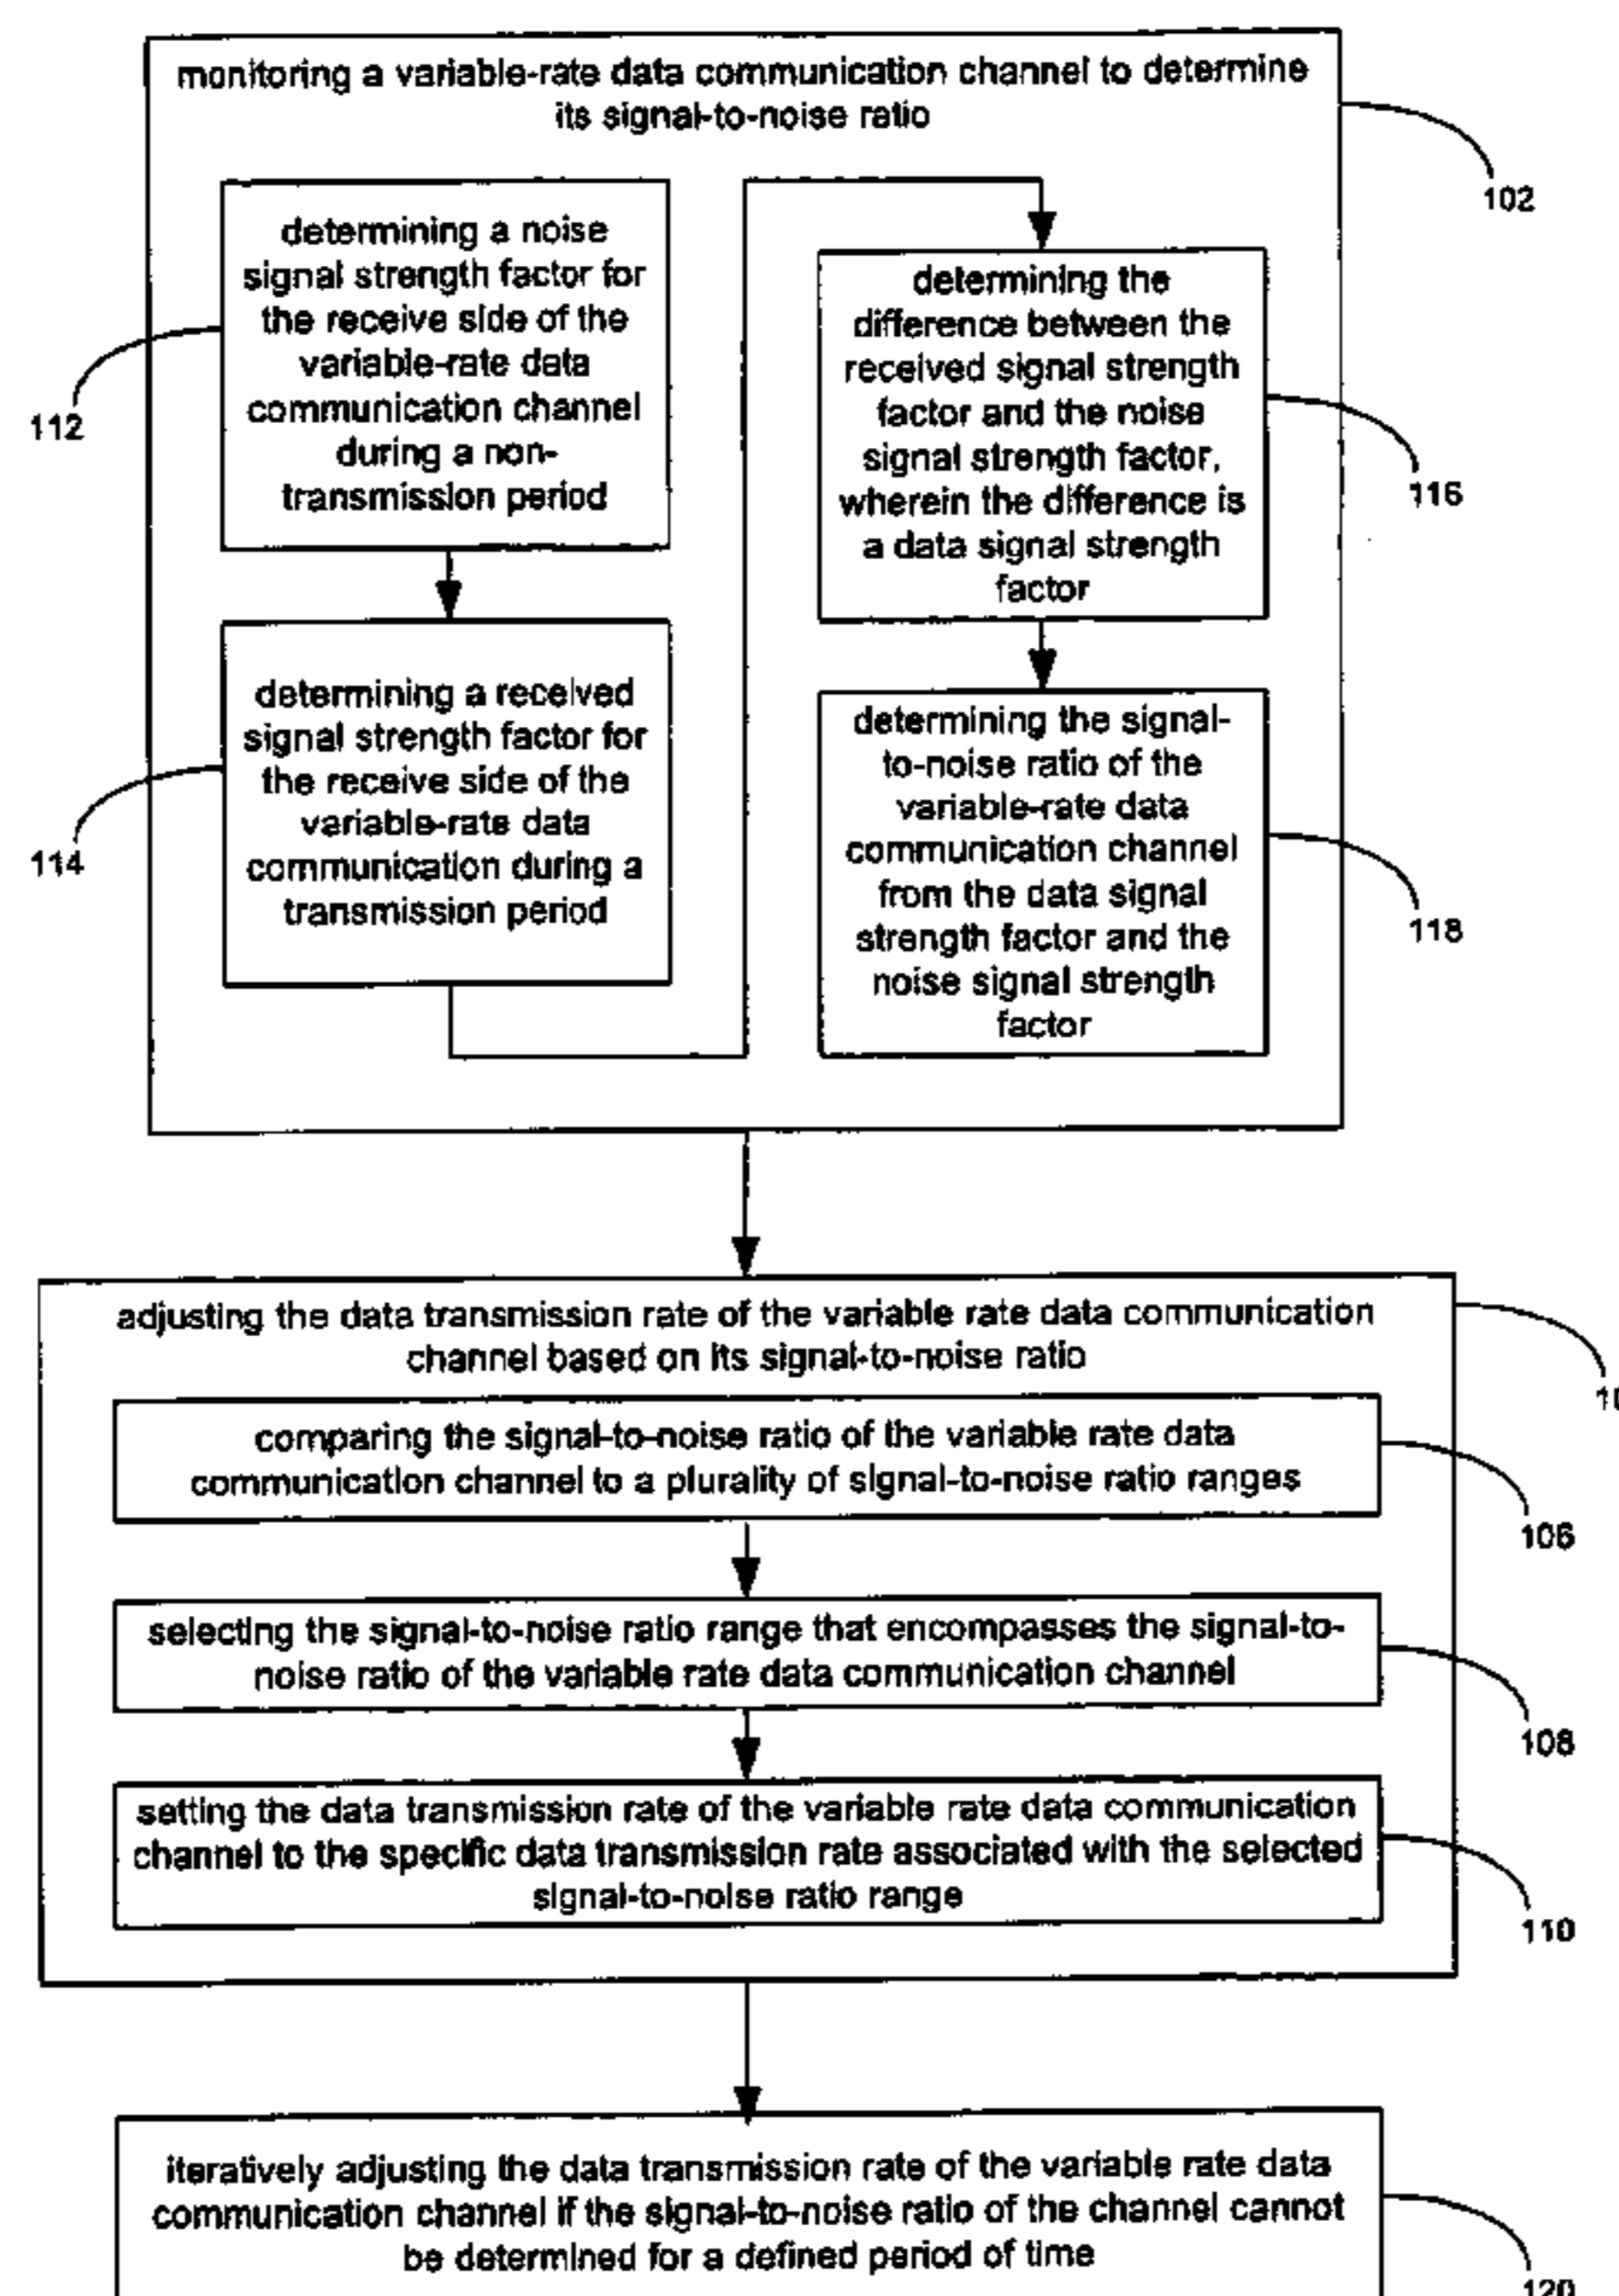 monitoring a variable-rate data communication channel to determine
its signal-to-noise ratio
102
determining a noise
signal strength factor for
the receive side of the
variable-rate data
communication channel
during a non-
transmission period
112
determining a received
signal strength factor for
the receive side of the
variable-rate data
communication during a
transmission period
114
determining the
difference between the
received signal strength
factor and the noise
signal strength factor,
wherein the difference is
a data signal strength
factor
116
determining the signal-
to-noise ratio of the
variable-rate data
communication channel
from the data signal
strength factor and the
noise signal strength
factor
118
adjusting the data transmission rate of the variable rate data communication
channel based on its signal-to-noise ratio
comparing the signal-to-noise ratio of the variable rate data
communication channel to a plurality of signal-to-noise ratio ranges
106
selecting the signal-to-noise ratio range that encompasses the signal-to-
noise ratio of the variable rate data communication channel
108
setting the data transmission rate of the variable rate data communication
channel to the specific data transmission rate associated with the selected
signal-to-noise ratio range
110
iteratively adjusting the data transmission rate of the variable rate data
communication channel if the signal-to-noise ratio of the channel cannot
be determined for a defined period of time
120